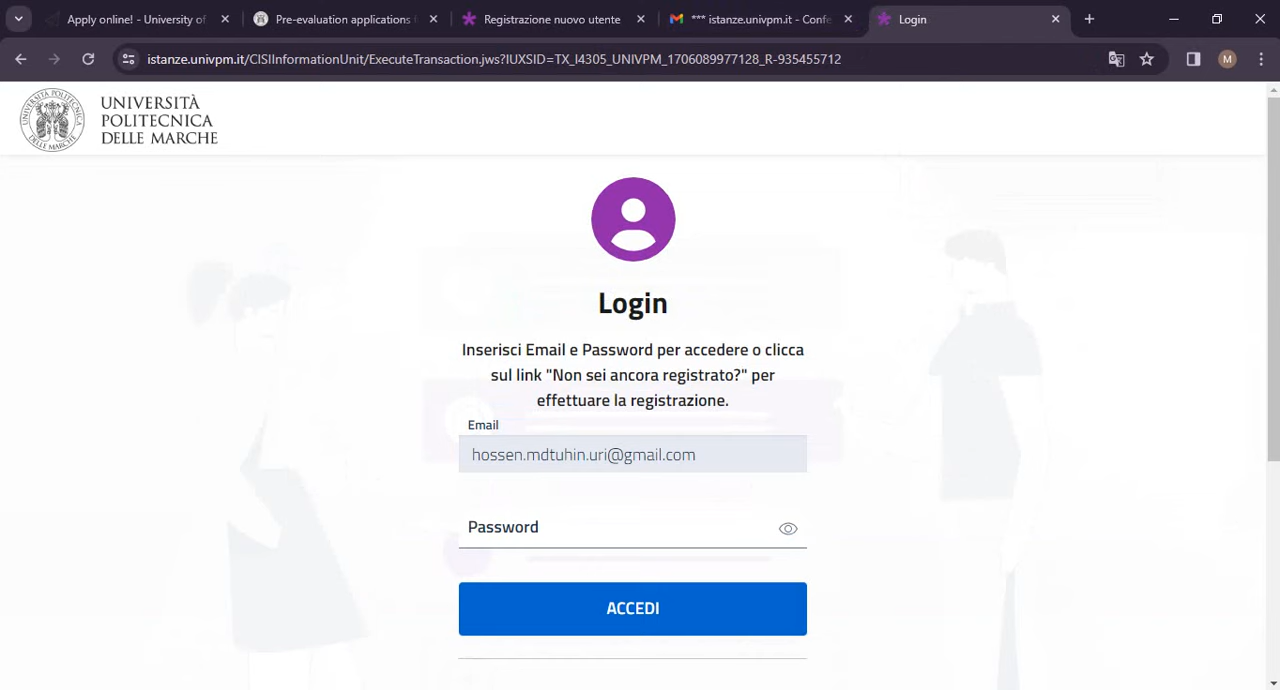 Apply online! - University of
Pre-evaluation applications
Registrazione nuovo utente
*** istanze.univpm.it - Confe
Login
istanze.univpm.it/CISIInformationUnit/ExecuteTransaction.jws?IUXSID=TX_I4305_UNIVPM_1706089977128_R-935455712
M
UNIVERSITÀ
POLITECNICA
DELLE MARCHE
Login
Inserisci Email e Password per accedere o clicca
sul link "Non sei ancora registrato?" per
effettuare la registrazione.
Email
hossen.mdtuhin.uri@gmail.com
Password
ACCEDI